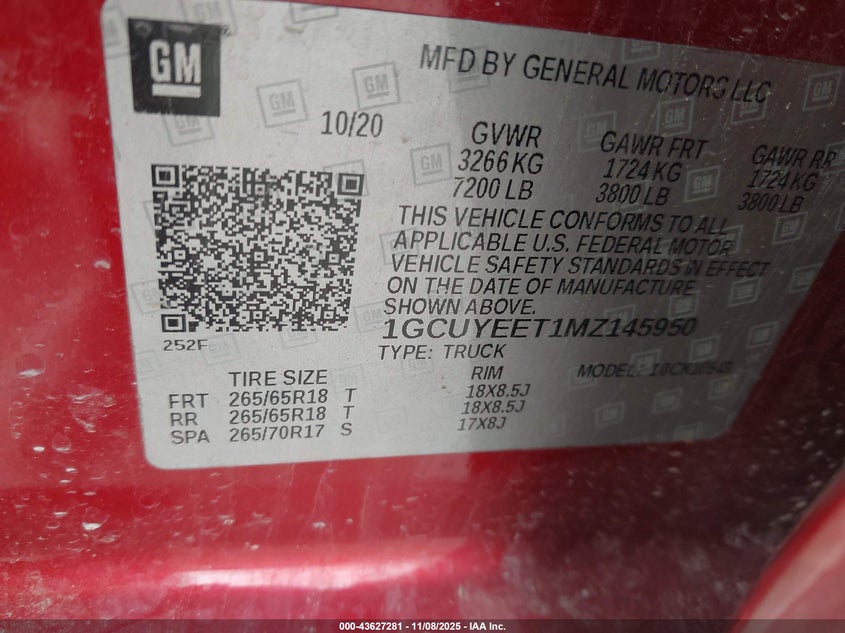 GM
MFD BY GENERAL MOTORS LLC
10/20
GVWR GAWR FRT GAWR RR
3266 KG 1724 KG 1724 KG
7200 LB 3800 LB 3800 LB
THIS VEHICLE CONFORMS TO ALL
APPLICABLE U.S. FEDERAL MOTOR
VEHICLE SAFETY STANDARDS IN EFFECT
ON THE DATE OF MANUFACTURE
SHOWN ABOVE.
252F
1GCUYEET1MZ145950
TYPE: TRUCK
TIRE SIZE RIM MODEL:
FRT 265/65R18 T 18X8.5J
RR 265/65R18 T 18X8.5J
SPA 265/70R17 S 17X8J
000-43627281 - 11/08/2025 - IAA Inc.